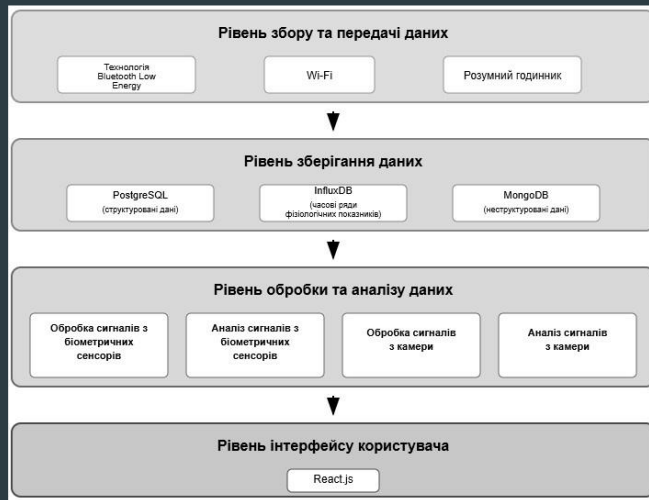 Рівень збору та передачі даних
Технологія
Bluetooth Low
Energy
Wi-Fi
Розумний годинник
Рівень зберігання даних
PostgreSQL
(структуровані дані)
InfluxDB
(часові ряди
фізіологічних показників)
MongoDB
(неструктуровані дані)
Рівень обробки та аналізу даних
Обробка сигналів з
біометричних
сенсорів
Аналіз сигналів з
біометричних
сенсорів
Обробка сигналів
з камери
Аналіз сигналів
з камери
Рівень інтерфейсу користувача
React.js